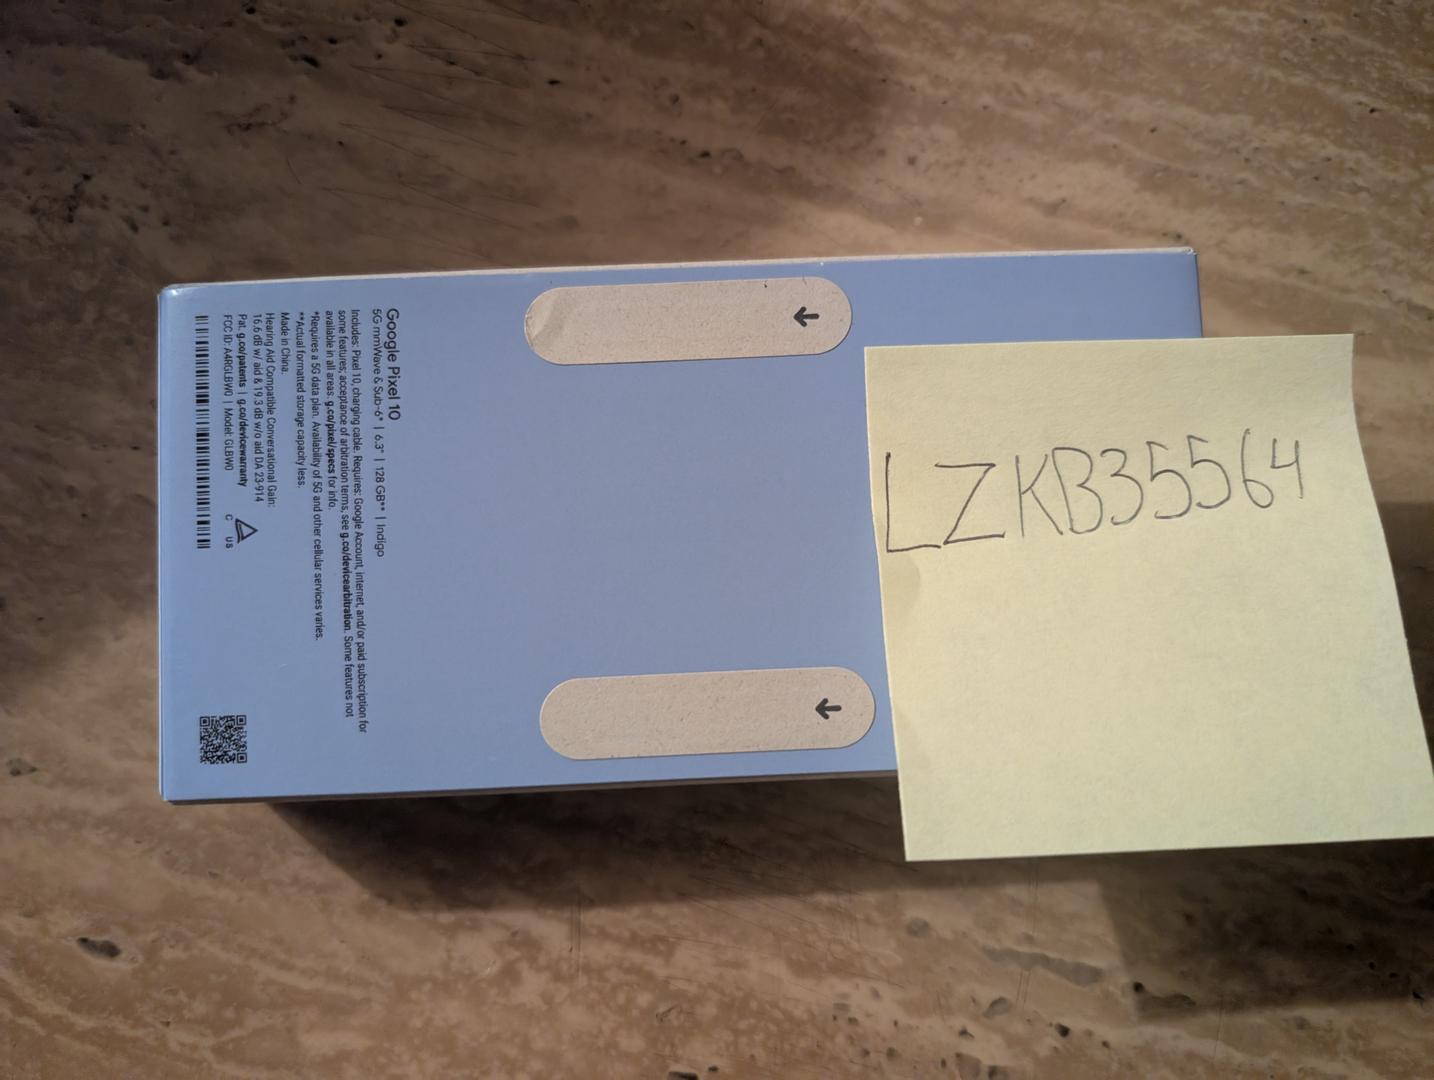 Google Pixel 10
5G mmWave & Sub-6* | 6.3" | 128 GB** | Indigo
Includes: Pixel 10, charging cable. Requires: Google Account, internet, and/or paid subscription for
some features; acceptance of arbitration terms, see g.co/devicearbitration. Some features not
available in all areas. g.co/pixel/specs for info.
*Requires a 5G data plan. Availability of 5G and other cellular services varies.
**Actual formatted storage capacity less.
Made in China.
Hearing Aid Compatible Conversational Gain:
16.6 dB w/ aid & 19.3 dB w/o aid DA 23-914
Pat. g.co/patents | g.co/devicewarranty
FCC ID: A4RGLBW0 | Model: GLBW0
C US
LZKB35564